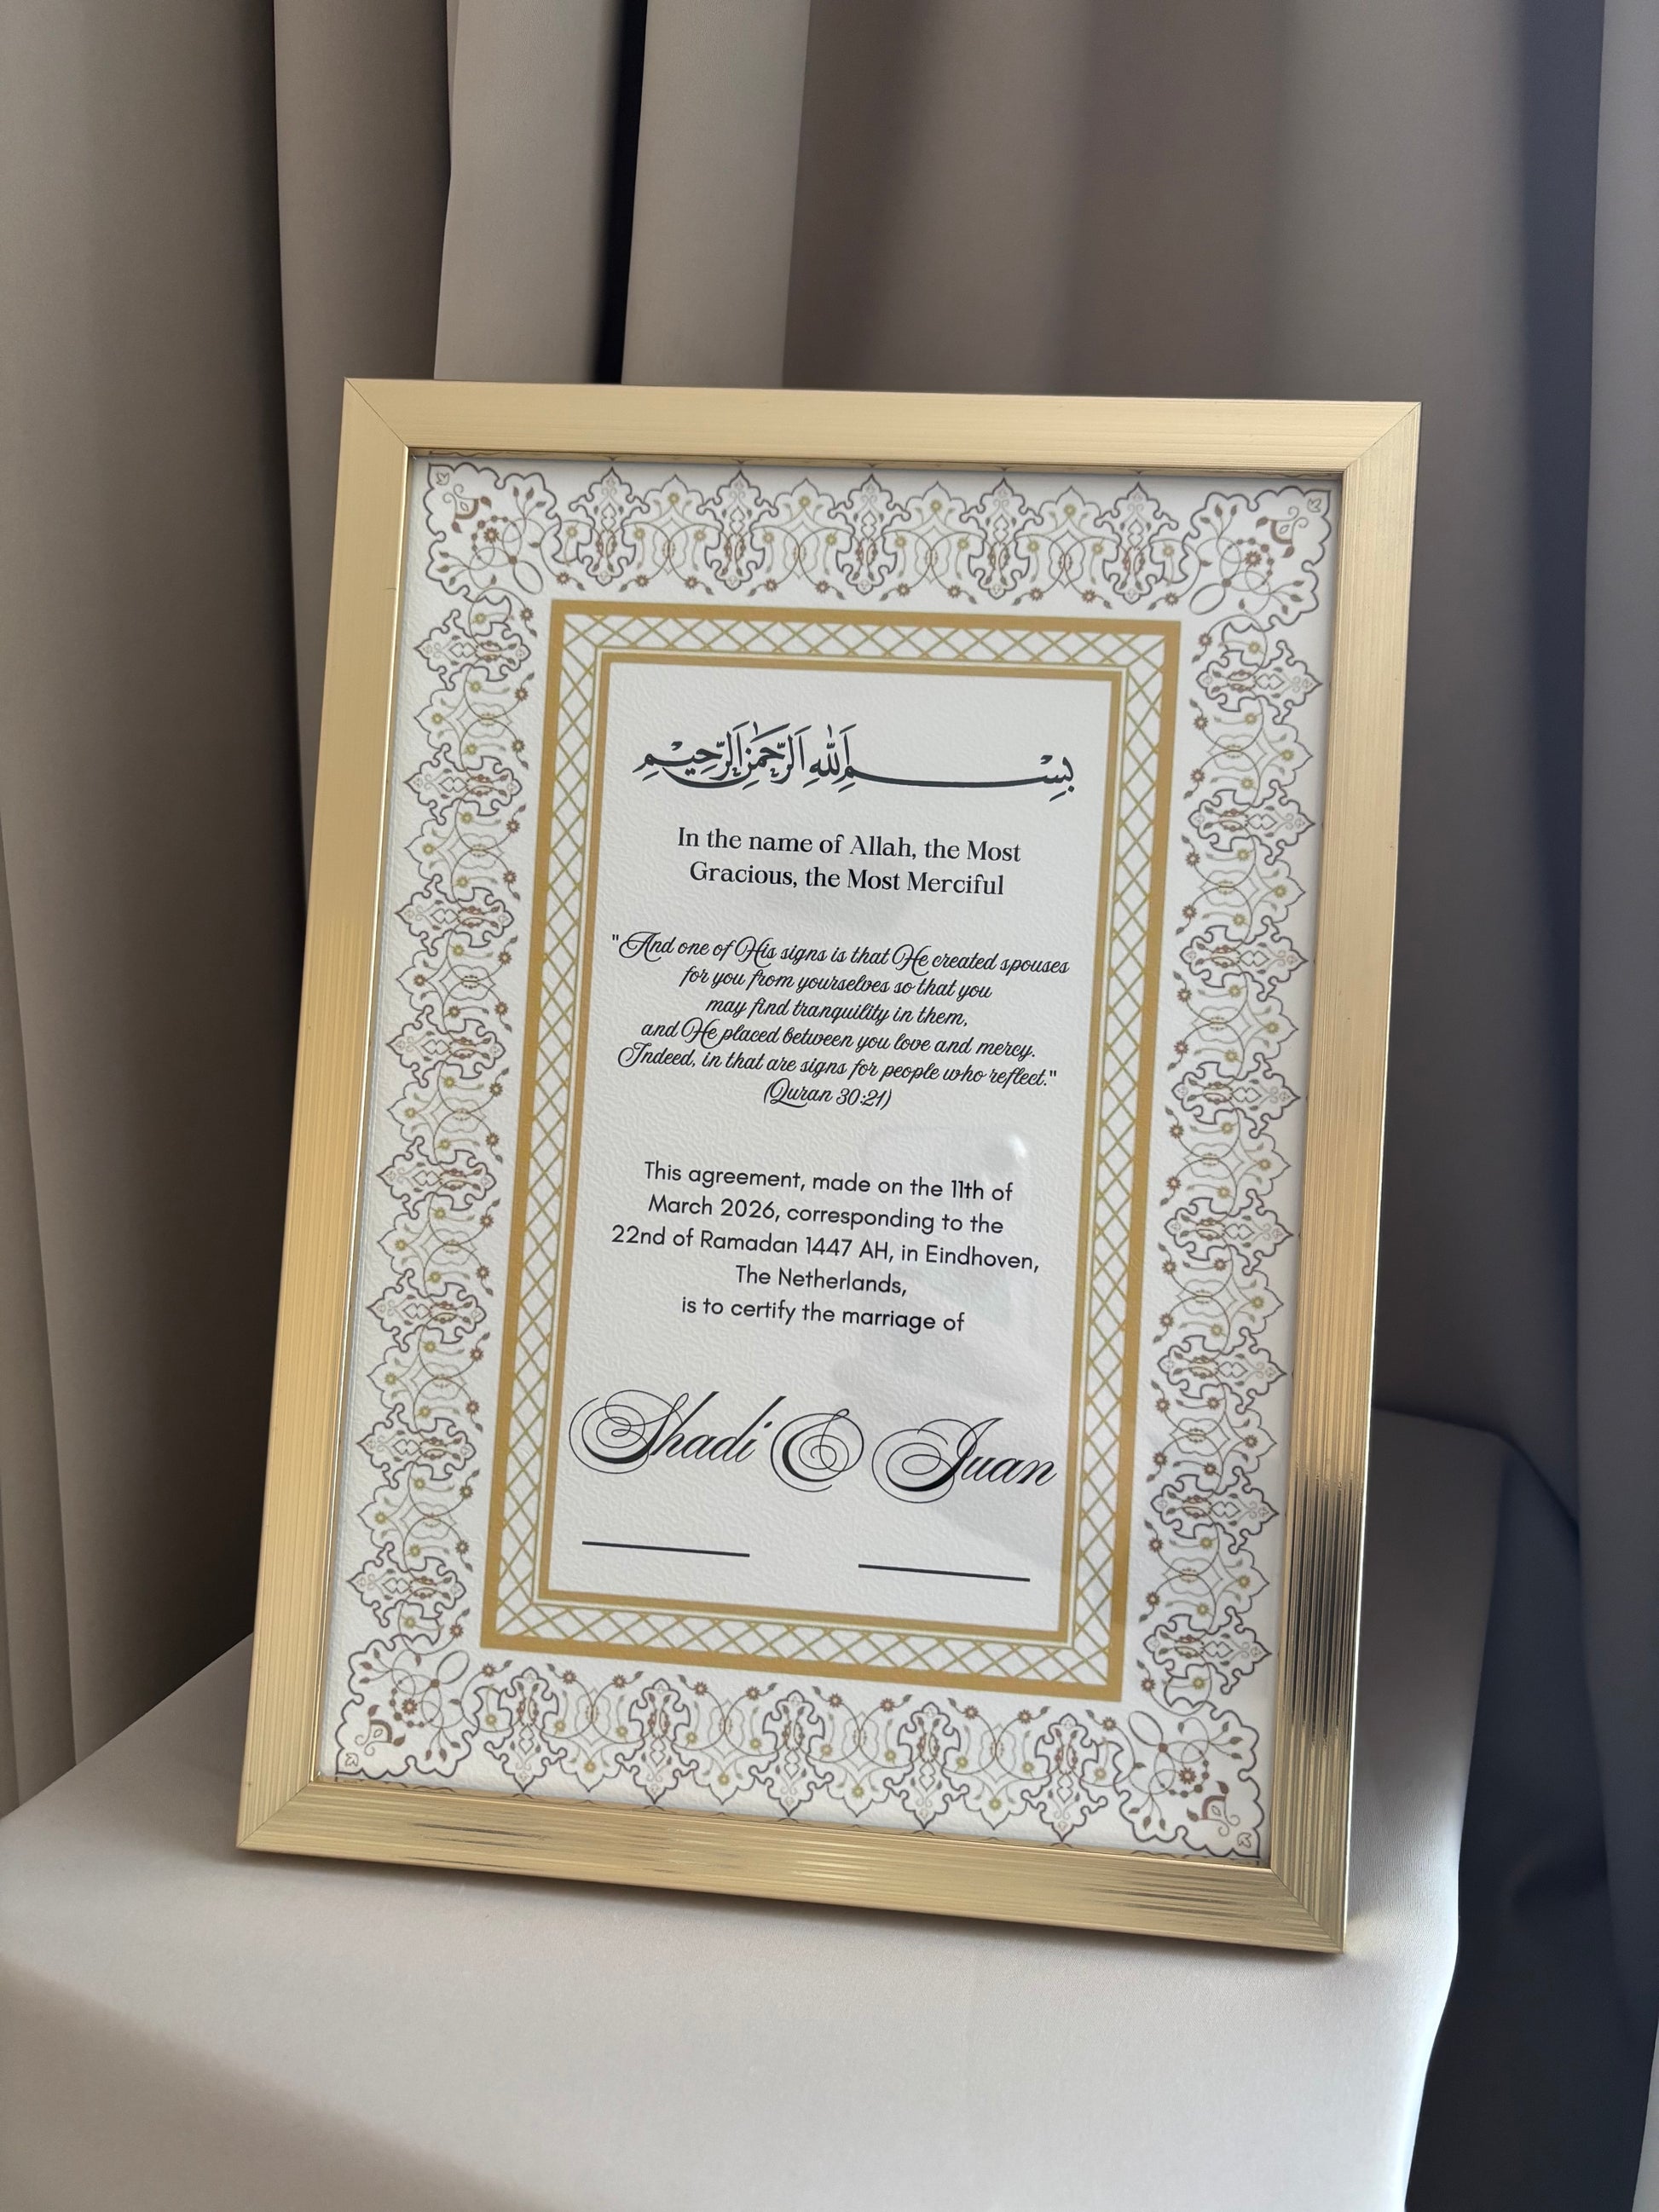 بِسْمِ اللهِ الرَّحْمٰنِ الرَّحِيْمِ
In the name of Allah, the Most
Gracious, the Most Merciful
"And one of His signs is that He created spouses
for you from yourselves so that you
may find tranquility in them,
and He placed between you love and mercy.
Indeed, in that are signs for people who reflect."
(Quran 30:21)
This agreement, made on the 11th of
March 2026, corresponding to the
22nd of Ramadan 1447 AH, in Eindhoven,
The Netherlands,
is to certify the marriage of
Shadi & Juan